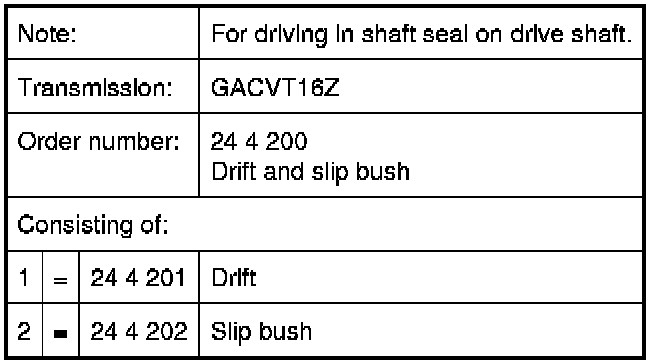 Note: For driving in shaft seal on drive shaft.
Transmission: GACVT16Z
Order number: 24 4 200
Drift and slip bush
Consisting of:
1 = 24 4 201 Drift
2 = 24 4 202 Slip bush